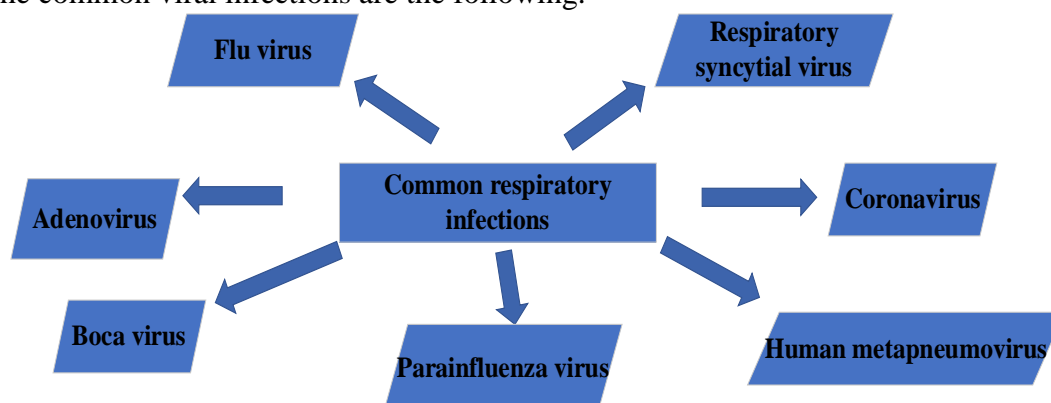 common viral infections are the following:
Flu virus
Respiratory
syncytial virus
Common respiratory
infections
Adenovirus
Coronavirus
Boca virus
Parainfluenza virus
Human metapneumovirus